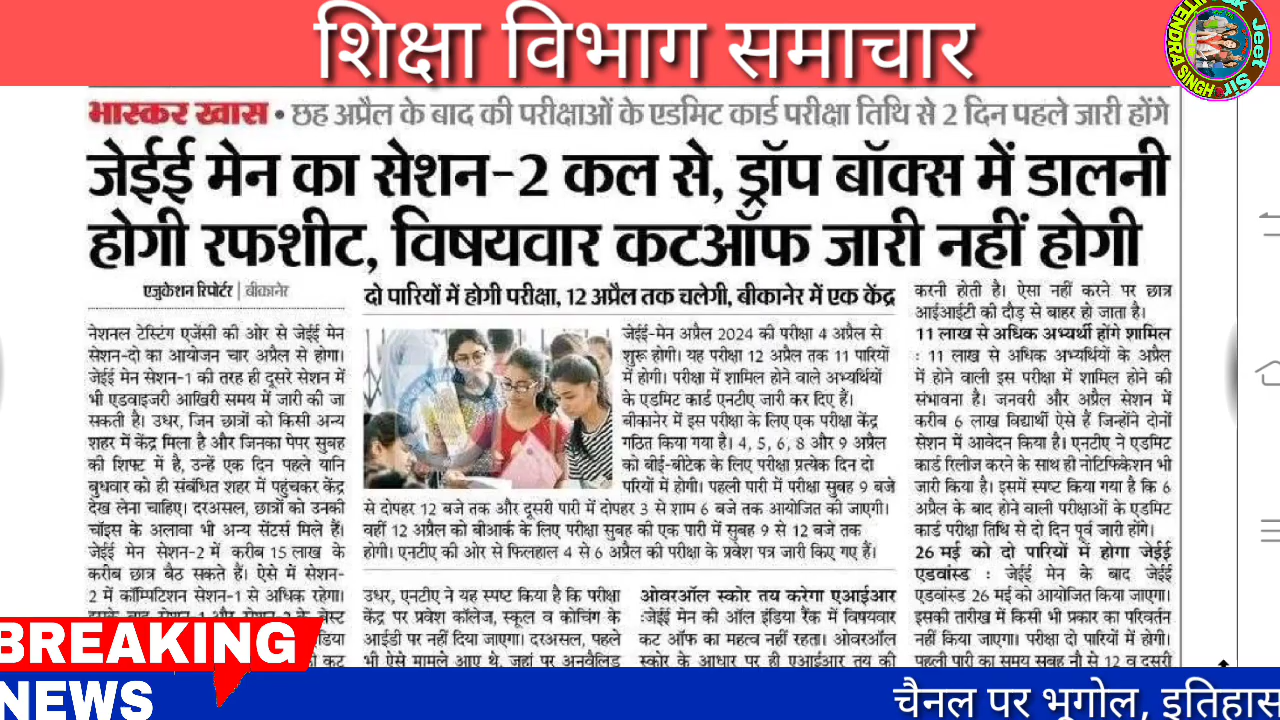 शिक्षा विभाग समाचार
JITENDRA SINGH
Jeet Sir
भास्कर खास • छह अप्रैल के बाद की परीक्षाओं के एडमिट कार्ड परीक्षा तिथि से 2 दिन पहले जारी होंगे
जेईई मेन का सेशन-2 कल से, ड्रॉप बॉक्स में डालनी
होगी रफशीट, विषयवार कटऑफ जारी नहीं होगी
एजुकेशन रिपोर्टर | बीकानेर
नेशनल टेस्टिंग एजेंसी की ओर से जेईई मेन
सेशन-दो का आयोजन चार अप्रैल से होगा।
जेईई मेन सेशन-1 की तरह ही दूसरे सेशन में
भी एडवाइजरी आखिरी समय में जारी की जा
सकती है। उधर, जिन छात्रों को किसी अन्य
शहर में केंद्र मिला है और जिनका पेपर सुबह
की शिफ्ट में है, उन्हें एक दिन पहले यानि
बुधवार को ही संबंधित शहर में पहुंचकर केंद्र
देख लेना चाहिए। दरअसल, छात्रों को उनकी
चॉइस के अलावा भी अन्य सेंटर्स मिले हैं।
जेईई मेन सेशन-2 में करीब 15 लाख के
करीब छात्र बैठ सकते हैं। ऐसे में सेशन-
2 में कॉम्पिटिशन सेशन-1 से अधिक रहेगा।
दो पारियों में होगी परीक्षा, 12 अप्रैल तक चलेगी, बीकानेर में एक केंद्र
जेईई-मेन अप्रैल 2024 की परीक्षा 4 अप्रैल से
शुरू होगी। यह परीक्षा 12 अप्रैल तक 11 पारियों
में होगी। परीक्षा में शामिल होने वाले अभ्यर्थियों
के एडमिट कार्ड एनटीए जारी कर दिए हैं।
बीकानेर में इस परीक्षा के लिए एक परीक्षा केंद्र
गठित किया गया है। 4, 5, 6, 8 और 9 अप्रैल
को बीई-बीटेक के लिए परीक्षा प्रत्येक दिन दो
पारियों में होगी। पहली पारी में परीक्षा सुबह 9 बजे
से दोपहर 12 बजे तक और दूसरी पारी में दोपहर 3 से शाम 6 बजे तक आयोजित की जाएगी।
वहीं 12 अप्रैल को बीआर्क के लिए परीक्षा सुबह की एक पारी में सुबह 9 से 12 बजे तक
होगी। एनटीए की ओर से फिलहाल 4 से 6 अप्रैल की परीक्षा के प्रवेश पत्र जारी किए गए हैं।
उधर, एनटीए ने यह स्पष्ट किया है कि परीक्षा
केंद्र पर प्रवेश कॉलेज, स्कूल व कोचिंग के
आईडी पर नहीं दिया जाएगा। दरअसल, पहले
भी ऐसे मामले आए थे, जहां पर अनवैलिड
ओवरऑल स्कोर तय करेगा एआईआर
:जेईई मेन की ऑल इंडिया रैंक में विषयवार
कट ऑफ का महत्व नहीं रहता। ओवरऑल
स्कोर के आधार पर ही एआईआर तय की
करनी होती है। ऐसा नहीं करने पर छात्र
आईआईटी की दौड़ से बाहर हो जाता है।
11 लाख से अधिक अभ्यर्थी होंगे शामिल
: 11 लाख से अधिक अभ्यर्थियों के अप्रैल
में होने वाली इस परीक्षा में शामिल होने की
संभावना है। जनवरी और अप्रैल सेशन में
करीब 6 लाख विद्यार्थी ऐसे हैं जिन्होंने दोनों
सेशन में आवेदन किया है। एनटीए ने एडमिट
कार्ड रिलीज करने के साथ ही नोटिफिकेशन भी
जारी किया है। इसमें स्पष्ट किया गया है कि 6
अप्रैल के बाद होने वाली परीक्षाओं के एडमिट
कार्ड परीक्षा तिथि से दो दिन पूर्व जारी होंगे।
26 मई को दो पारियों में होगा जेईई
एडवांस्ड : जेईई मेन के बाद जेईई
एडवांस्ड 26 मई को आयोजित किया जाएगा।
इसकी तारीख में किसी भी प्रकार का परिवर्तन
नहीं किया जाएगा। परीक्षा दो पारियों में होगी।
पहली पारी का समय सुबह नौ से 12 व दूसरी
BREAKING
NEWS
चैनल पर भूगोल, इतिहास